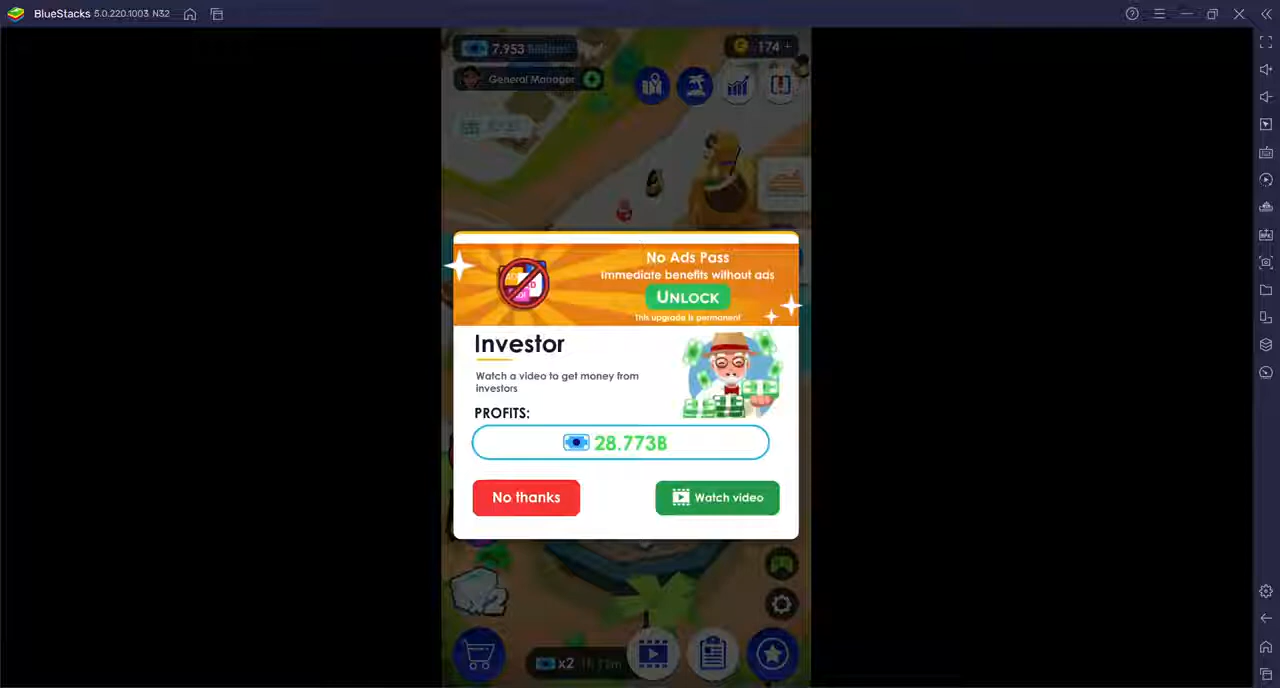 BlueStacks 5.0.220.1003 N32
7.953
174 +
General Manager
No Ads Pass
Immediate benefits without ads
UNLOCK
This upgrade is permanent
Investor
Watch a video to get money from
investors
PROFITS:
28.773B
No thanks
Watch video
x2 1h